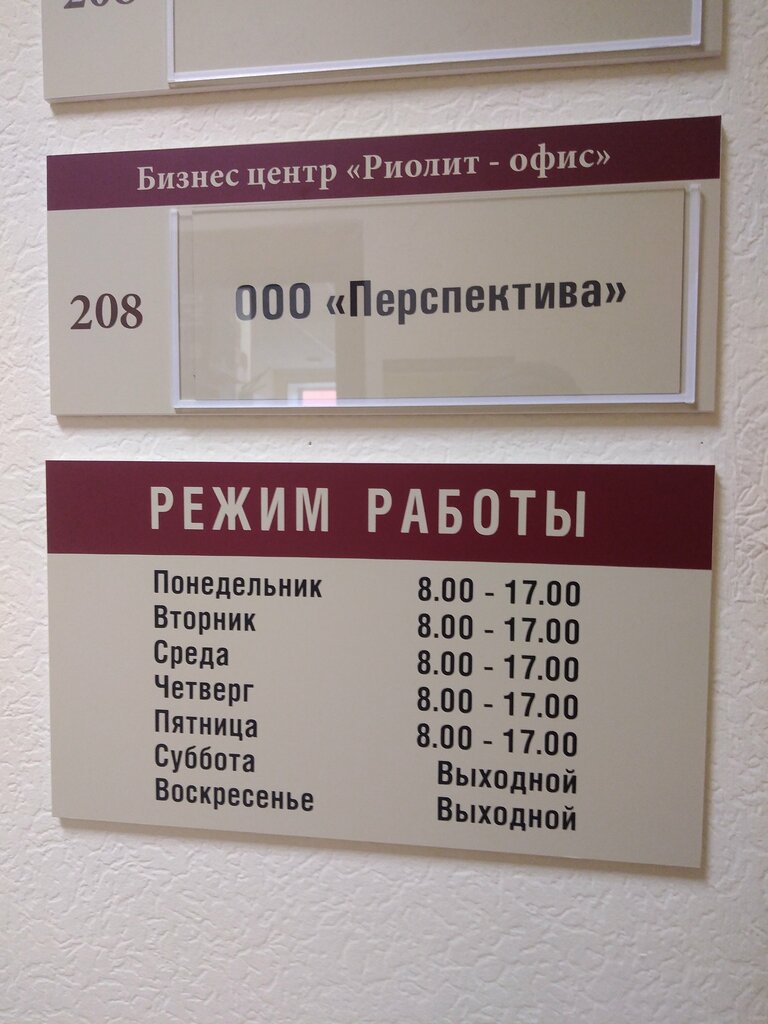 Бизнес центр «Риолит - офис»
208
ООО «Перспектива»
РЕЖИМ РАБОТЫ
Понедельник 8.00 - 17.00
Вторник 8.00 - 17.00
Среда 8.00 - 17.00
Четверг 8.00 - 17.00
Пятница 8.00 - 17.00
Суббота Выходной
Воскресенье Выходной